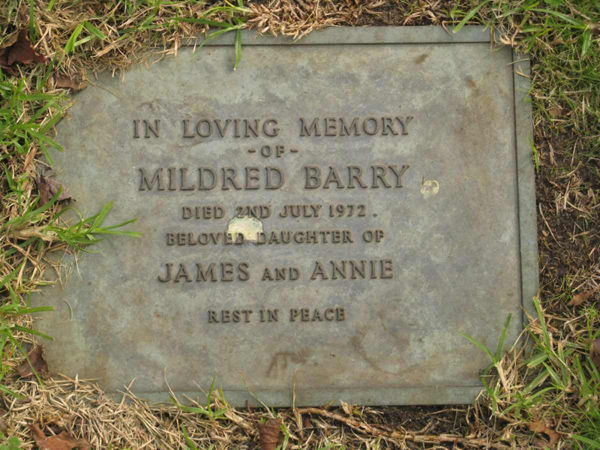 IN LOVING MEMORY
-OF-
MILDRED BARRY
DIED 2ND JULY 1972.
BELOVED DAUGHTER OF
JAMES AND ANNIE
REST IN PEACE